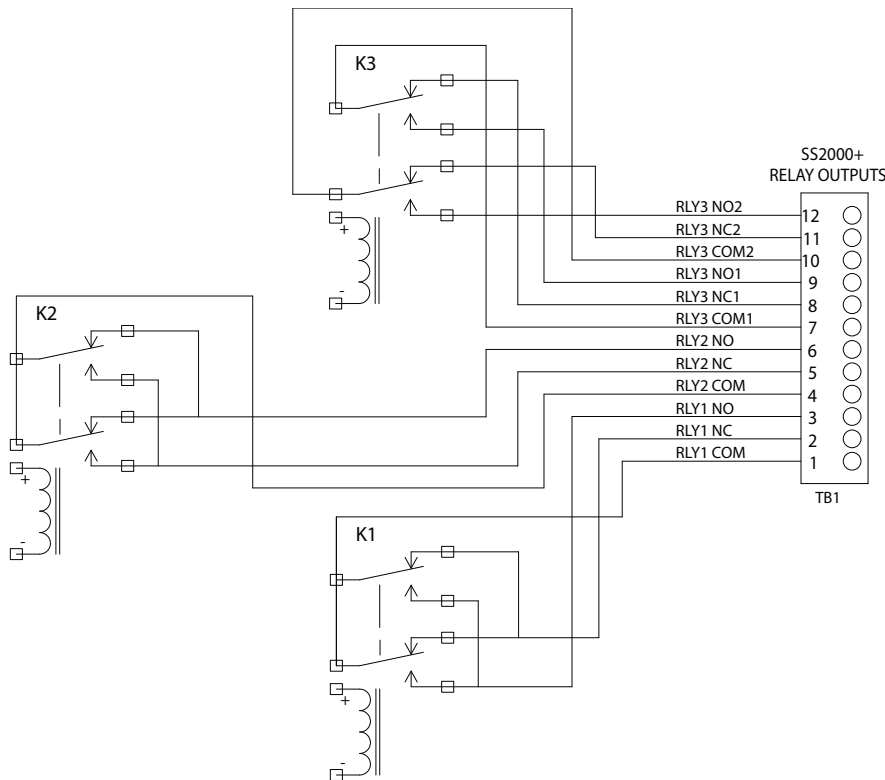 K3
SS2000+
RELAY OUTPUTS
RLY3 NO2
12
RLY3 NC2
11
+
RLY3 COM2
10
RLY3 NO1
9
-
RLY3 NC1
8
K2
RLY3 COM1
7
RLY2 NO
6
RLY2 NC
5
RLY2 COM
4
RLY1 NO
3
RLY1 NC
2
RLY1 COM
1
+
TB1
-
K1
+
-